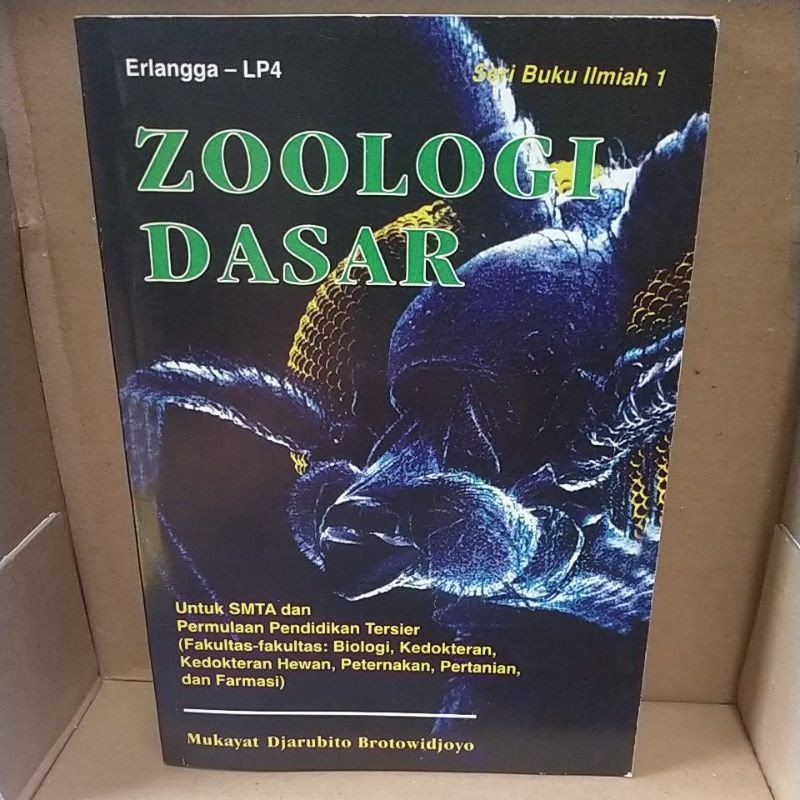 Erlangga – LP4
Seri Buku Ilmiah 1
ZOOLOGI
DASAR
Untuk SMTA dan
Permulaan Pendidikan Tersier
(Fakultas-fakultas: Biologi, Kedokteran,
Kedokteran Hewan, Peternakan, Pertanian,
dan Farmasi)
Mukayat Djarubito Brotowidjoyo